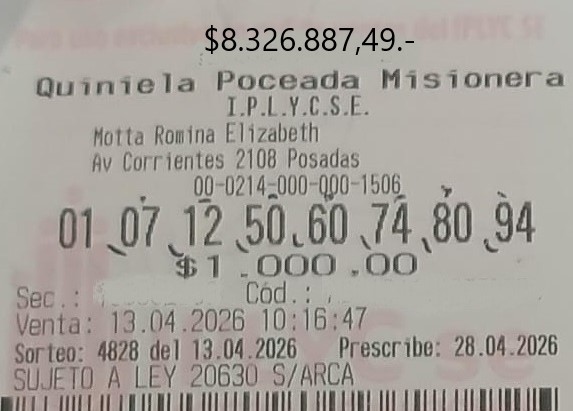 $8.326.887,49.-
Quiniela Poceada Misionera
I.P.L.Y.C.S.E.
Motta Romina Elizabeth
Av Corrientes 2108 Posadas
00-0214-000-000-1506
01 07 12 50 60 74 80 94
$1.000.00
Sec.: Cód.:
Venta: 13.04.2026 10:16:47
Sorteo: 4828 del 13.04.2026 Prescribe: 28.04.2026
SUJETO A LEY 20630 S/ARCA